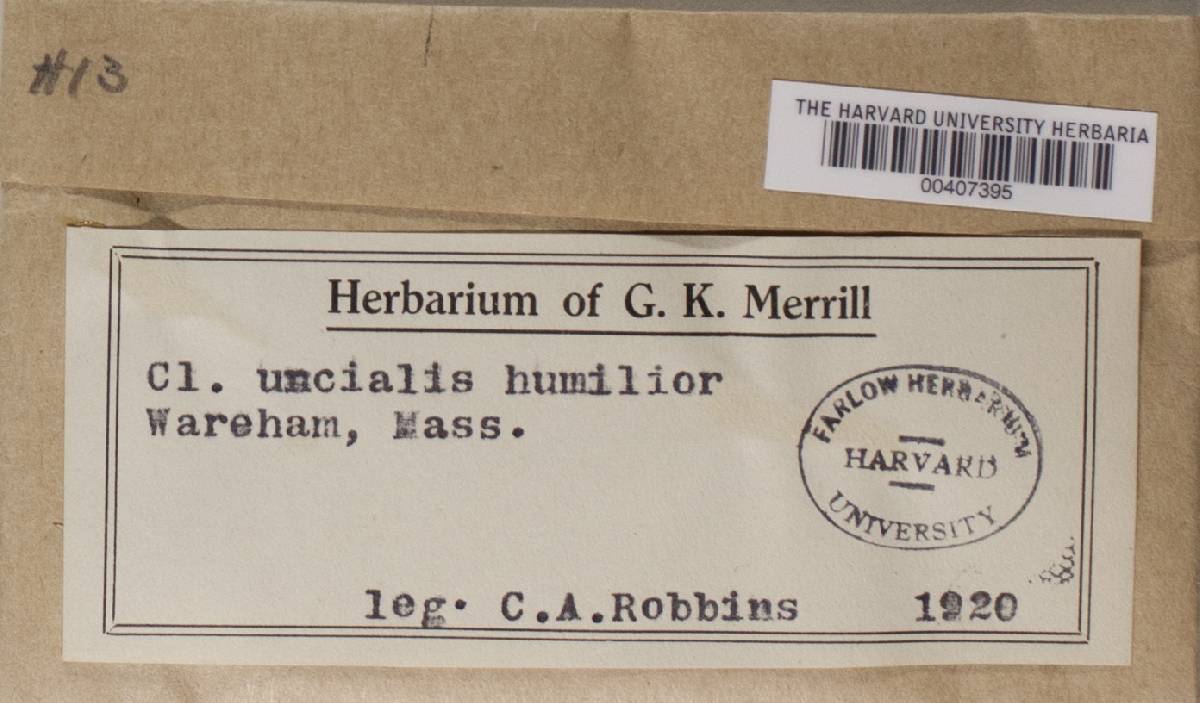 #13
THE HARVARD UNIVERSITY HERBARIA
00407395
Herbarium of G. K. Merrill
Cl. uncialis humilior
Wareham, Mass.
FARLOW HERBARIUM
HARVARD
UNIVERSITY
leg. C.A.Robbins 1920